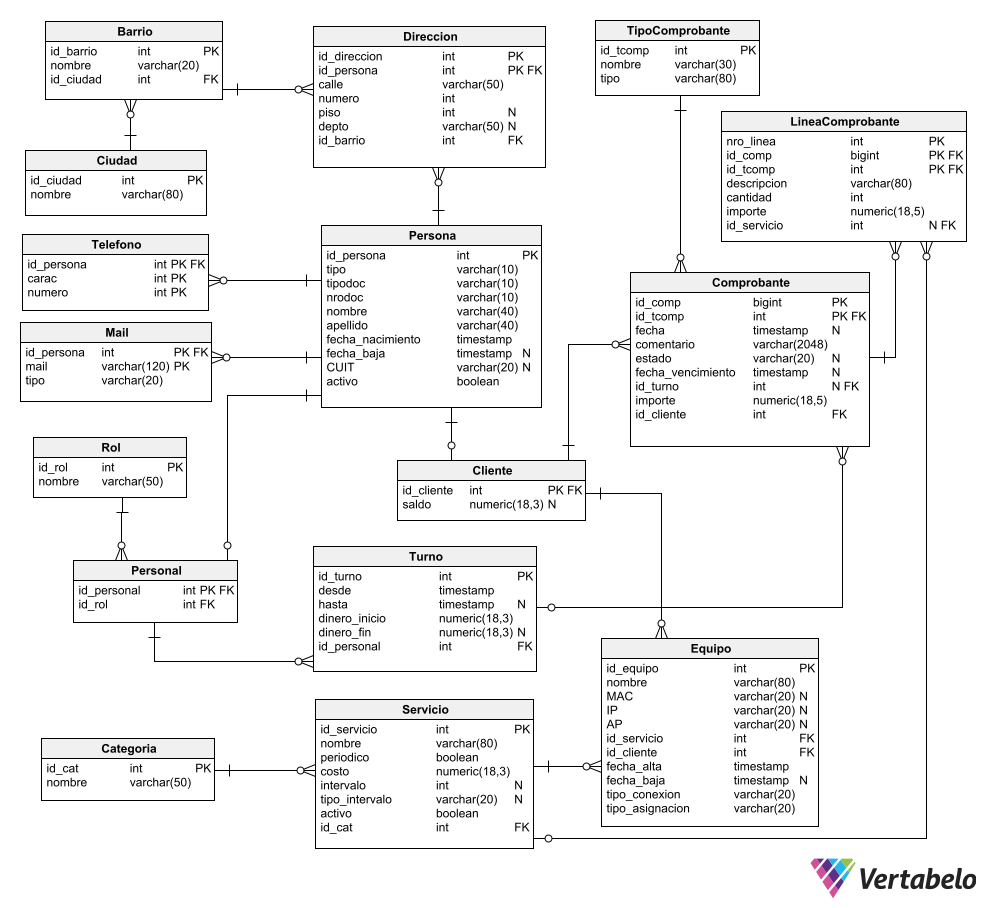 Barrio
id_barrio int PK
nombre varchar(20)
id_ciudad int FK
Direccion
id_direccion int PK
id_persona int PK FK
calle varchar(50)
numero int
piso int N
depto varchar(50) N
id_barrio int FK
TipoComprobante
id_tcomp int PK
nombre varchar(30)
tipo varchar(80)
LineaComprobante
nro_linea int PK
id_comp bigint PK FK
id_tcomp int PK FK
descripcion varchar(80)
cantidad int
importe numeric(18,5)
id_servicio int N FK
Ciudad
id_ciudad int PK
nombre varchar(80)
Telefono
id_persona int PK FK
carac int PK
numero int PK
Persona
id_persona int PK
tipo varchar(10)
tipodoc varchar(10)
nrodoc varchar(10)
nombre varchar(40)
apellido varchar(40)
fecha_nacimiento timestamp
fecha_baja timestamp N
CUIT varchar(20) N
activo boolean
Comprobante
id_comp bigint PK
id_tcomp int PK FK
fecha timestamp N
comentario varchar(2048)
estado varchar(20) N
fecha_vencimiento timestamp N
id_turno int N FK
importe numeric(18,5)
id_cliente int FK
Mail
id_persona int PK FK
mail varchar(120) PK
tipo varchar(20)
Rol
id_rol int PK
nombre varchar(50)
Cliente
id_cliente int PK FK
saldo numeric(18,3) N
Personal
id_personal int PK FK
id_rol int FK
Turno
id_turno int PK
desde timestamp
hasta timestamp N
dinero_inicio numeric(18,3)
dinero_fin numeric(18,3) N
id_personal int FK
Equipo
id_equipo int PK
nombre varchar(80)
MAC varchar(20) N
IP varchar(20) N
AP varchar(20) N
id_servicio int FK
id_cliente int FK
fecha_alta timestamp
fecha_baja timestamp N
tipo_conexion varchar(20)
tipo_asignacion varchar(20)
Servicio
id_servicio int PK
nombre varchar(80)
periodico boolean
costo numeric(18,3)
intervalo int N
tipo_intervalo varchar(20) N
activo boolean
id_cat int FK
Categoria
id_cat int PK
nombre varchar(50)
Vertabelo